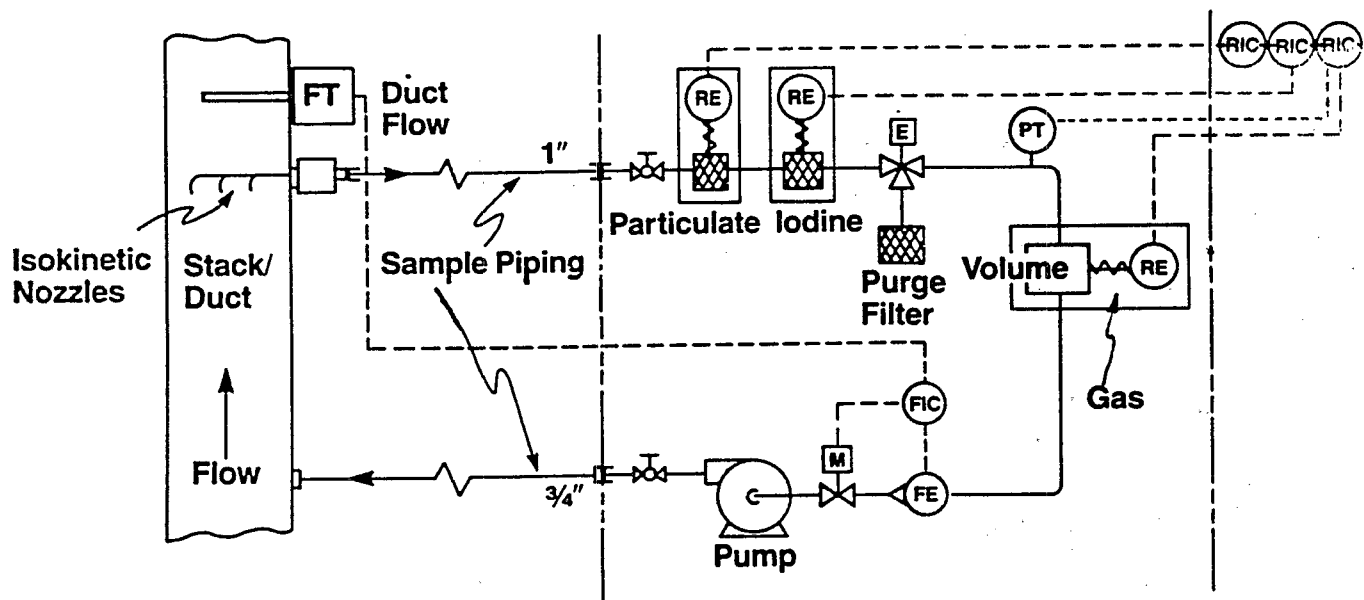 RIC RIC RIC
FT
Duct
Flow
RE
RE
E
PT
1″
Particulate
Iodine
Isokinetic
Nozzles
Stack/
Duct
Sample Piping
Purge
Filter
Volume
RE
Gas
FIC
Flow
M
FE
¾″
Pump